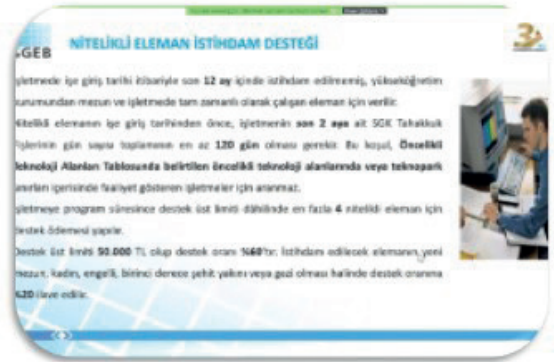 NİTELİKLİ ELEMAN İSTİHDAM DESTEĞİ
GEB
şletmede işe giriş tarihi itibariyle son 12 ay içinde istihdam edilmemiş, yükseköğretim
urumundan mezun ve işletmede tam zamanlı olarak çalışan eleman için verilir.
itelikli elemanın işe giriş tarihinden önce, işletmenin son 2 aya ait SGK Tahakkuk
işlerinin gün sayısı toplamının en az 120 gün olması gerekir. Bu koşul, Öncelikli
eknoloji Alanları Tablosunda belirtilen öncelikli teknoloji alanlarında veya teknopark
ınırları içerisinde faaliyet gösteren işletmeler için aranmaz.
şletmeye program süresince destek üst limiti dâhilinde en fazla 4 nitelikli eleman için
estek ödemesi yapılır.
Destek üst limiti 50.000 TL olup destek oranı %60'tır. İstihdam edilecek elemanın yeni
mezun, kadın, engelli, birinci derece şehit yakını veya gazi olması halinde destek oranına
%20 ilave edilir.